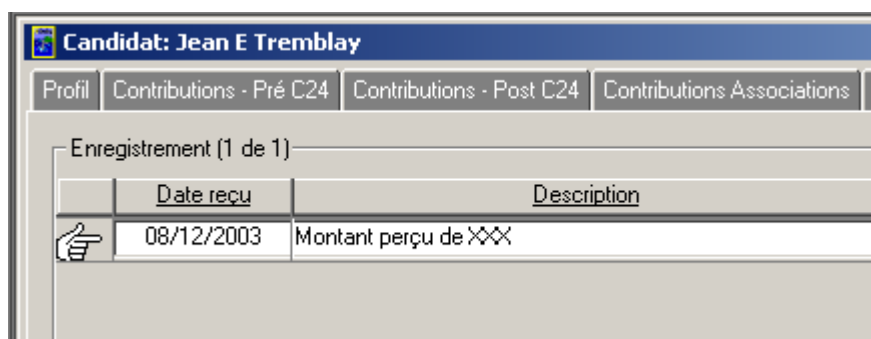 Candidat: Jean E Tremblay
Profil Contributions - Pré C24 Contributions - Post C24 Contributions Associations
Enregistrement (1 de 1)
Date reçu Description
08/12/2003 Montant perçu de XXX